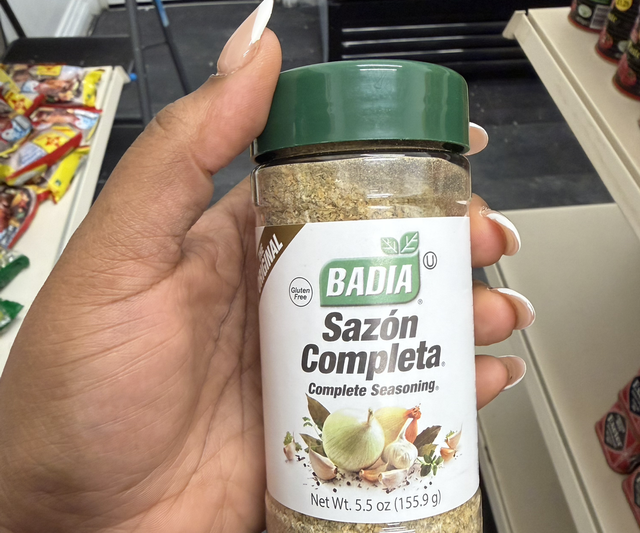 ORIGINAL
BADIA®
U
Gluten
Free
Sazón
Completa®
Complete Seasoning®
Net Wt. 5.5 oz (155.9 g)